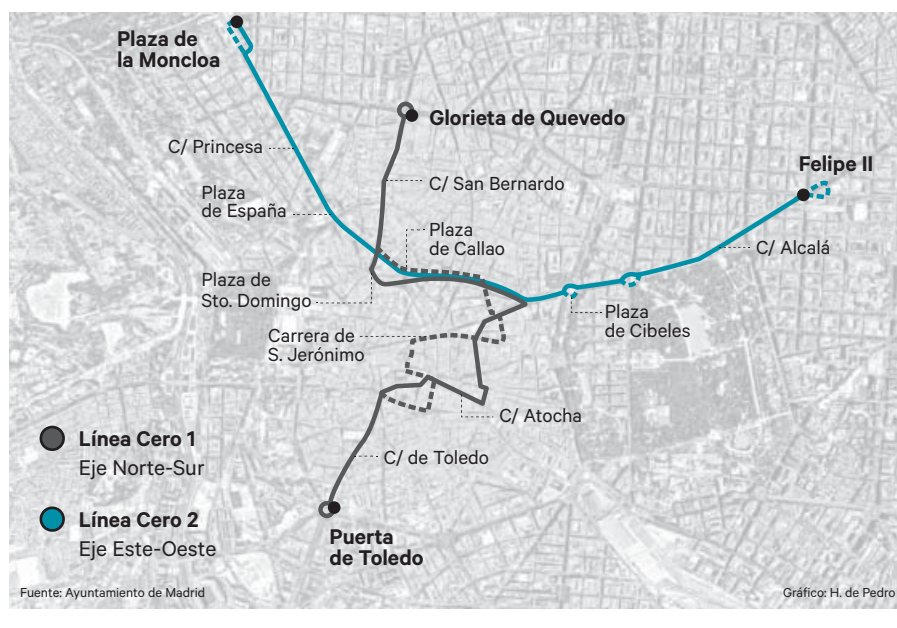 Plaza de
la Moncloa
Glorieta de Quevedo
C/ Princesa
Felipe II
C/ San Bernardo
Plaza
de España
Plaza
de Callao
C/ Alcalá
Plaza de
Sto. Domingo
Plaza
de Cibeles
Carrera de
S. Jerónimo
C/ Atocha
Línea Cero 1
Eje Norte-Sur
C/ de Toledo
Línea Cero 2
Eje Este-Oeste
Puerta
de Toledo
Fuente: Ayuntamiento de Madrid
Gráfico: H. de Pedro